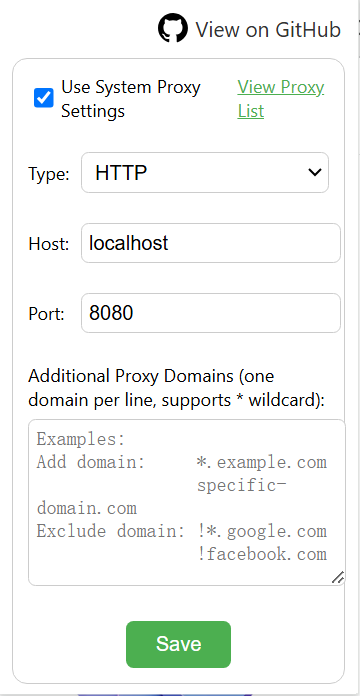 View on GitHub
Use System Proxy Settings
View Proxy List
Type: HTTP
Host: localhost
Port: 8080
Additional Proxy Domains (one
domain per line, supports * wildcard):
Examples:
Add domain: *.example.com
specific-
domain.com
Exclude domain: !*.google.com
!facebook.com
Save